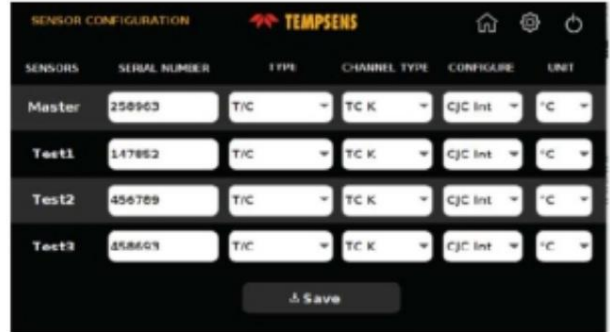 SENSOR CONFIGURATION TEMPSENS
SENSORS SERIAL NUMBER TYPE CHANNEL TYPE CONFIGURE UNIT
Master 258963 T/C TC K CJC Int °C
Test1 147852 T/C TC K CJC Int °C
Test2 456789 T/C TC K CJC Int °C
Test3 458693 T/C TC K CJC Int °C
Save